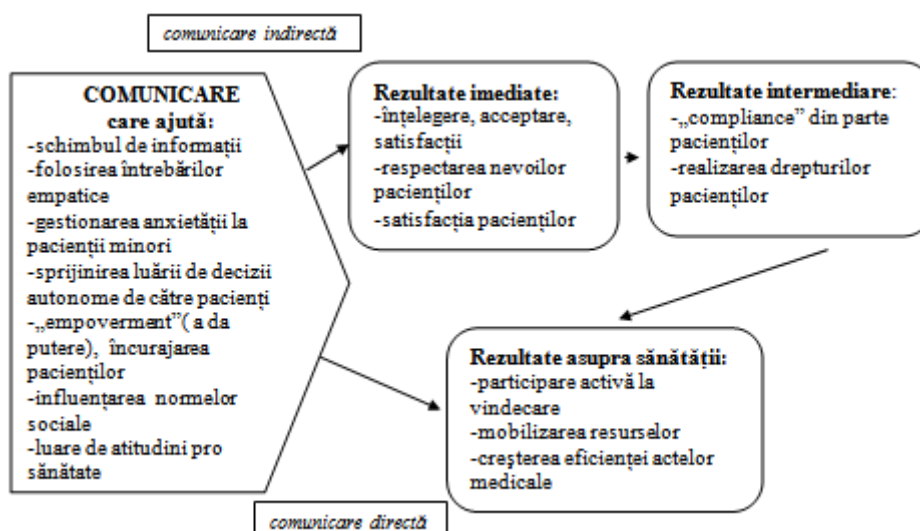 comunicare indirectă
COMUNICARE
care ajută:
-schimbul de informații
-folosirea întrebărilor
empatice
-gestionarea anxietății la
pacienții minori
-sprijinirea luării de decizii
autonome de către pacienți
-„empoverment”( a da
putere), încurajarea
pacienților
-influențarea normelor
sociale
-luare de atitudini pro
sănătate
Rezultate imediate:
-înțelegere, acceptare,
satisfacții
-respectarea nevoilor
pacienților
-satisfacția pacienților
Rezultate intermediare:
-„compliance” din partea
pacienților
-realizarea drepturilor
pacienților
Rezultate asupra sănătății:
-participare activă la
vindecare
-mobilizarea resurselor
-creşterea eficienței actelor
medicale
comunicare directă